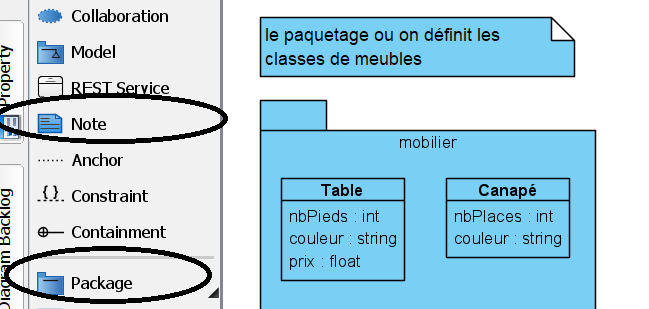 Collaboration
Model
REST Service
Note
Anchor
Constraint
Containment
Package
Property
Diagram Backlog
le paquetage ou on définit les
classes de meubles
mobilier
Table
nbPieds : int
couleur : string
prix : float
Canapé
nbPlaces : int
couleur : string